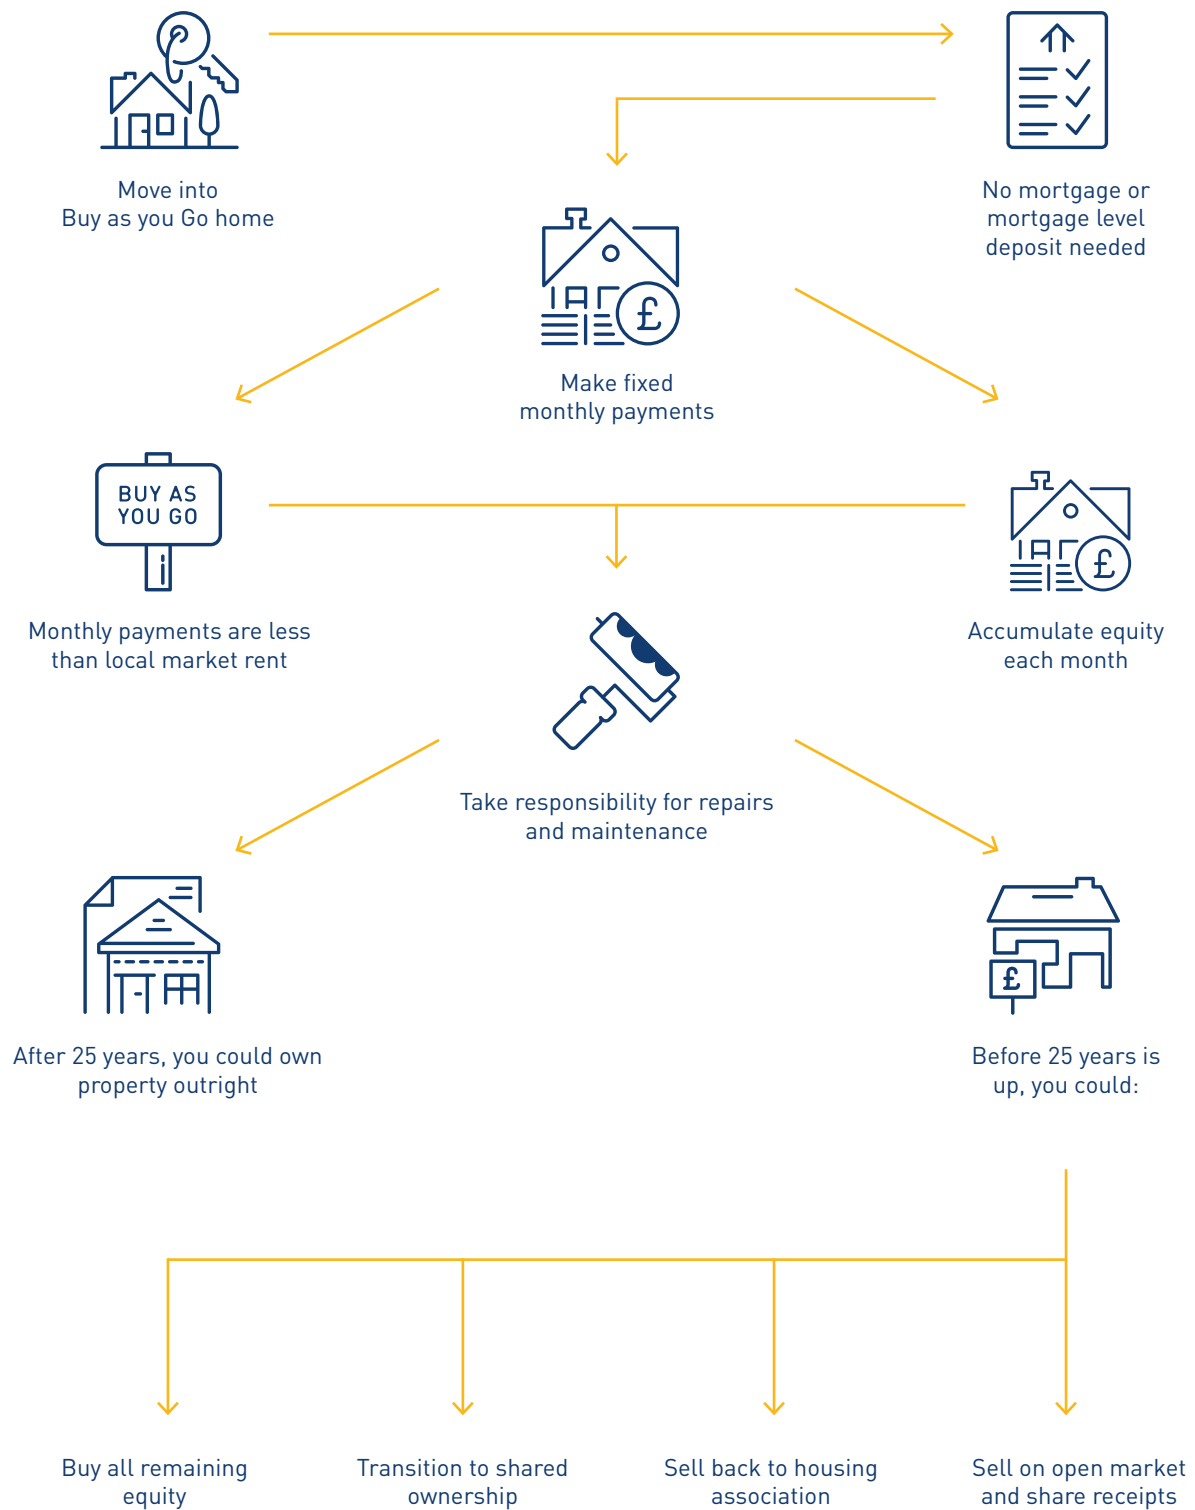 Move into
Buy as you Go home
No mortgage or
mortgage level
deposit needed
£
Make fixed
monthly payments
BUY AS
YOU GO
Monthly payments are less
than local market rent
£
Accumulate equity
each month
Take responsibility for repairs
and maintenance
After 25 years, you could own
property outright
£
Before 25 years is
up, you could:
Buy all remaining
equity
Transition to shared
ownership
Sell back to housing
association
Sell on open market
and share receipts